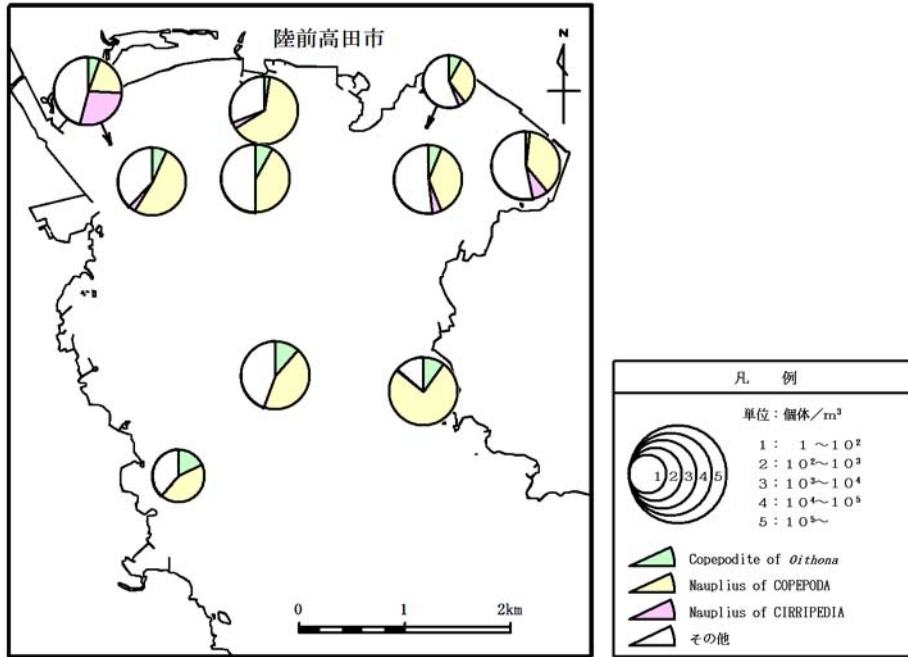 陸前高田市
N
0 1 2km
凡 例
単位：個体／m³
1 2 3 4 5
1： 1 ～10²
2：10²～10³
3：10³～10⁴
4：10⁴～10⁵
5：10⁵～
Copepodite of Oithona
Nauplius of COPEPODA
Nauplius of CIRRIPEDIA
その他